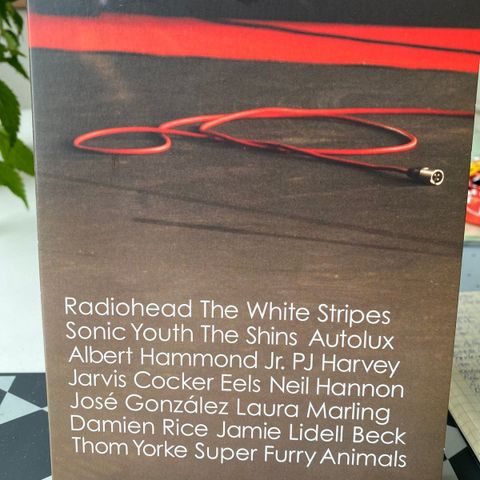 Radiohead The White Stripes
Sonic Youth The Shins Autolux
Albert Hammond Jr. PJ Harvey
Jarvis Cocker Eels Neil Hannon
José González Laura Marling
Damien Rice Jamie Lidell Beck
Thom Yorke Super Furry Animals